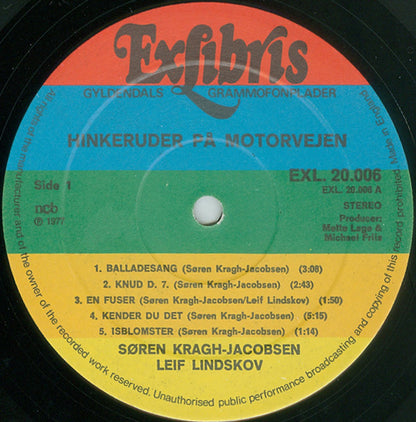 ExLibris
GYLDENDALS GRAMMOFONPLADER
HINKERUDER PÅ MOTORVEJEN
EXL. 20.006
EXL. 20.006 A
Side 1
STEREO
ncb
℗ 1977
Producer:
Mette Laga &
Michael Fritz
1. BALLADESANG (Søren Kragh-Jacobsen) (3:08)
2. KNUD D. 7. (Søren Kragh-Jacobsen) (2:43)
3. EN FUSER (Søren Kragh-Jacobsen/Leif Lindskov) (1:50)
4. KENDER DU DET (Søren Kragh-Jacobsen) (5:15)
5. ISBLOMSTER (Søren Kragh-Jacobsen) (1:14)
SØREN KRAGH-JACOBSEN
LEIF LINDSKOV
All rights of the manufacturer and of the owner of the recorded work reserved. Unauthorised public performance broadcasting and copying of this record prohibited. Made in England